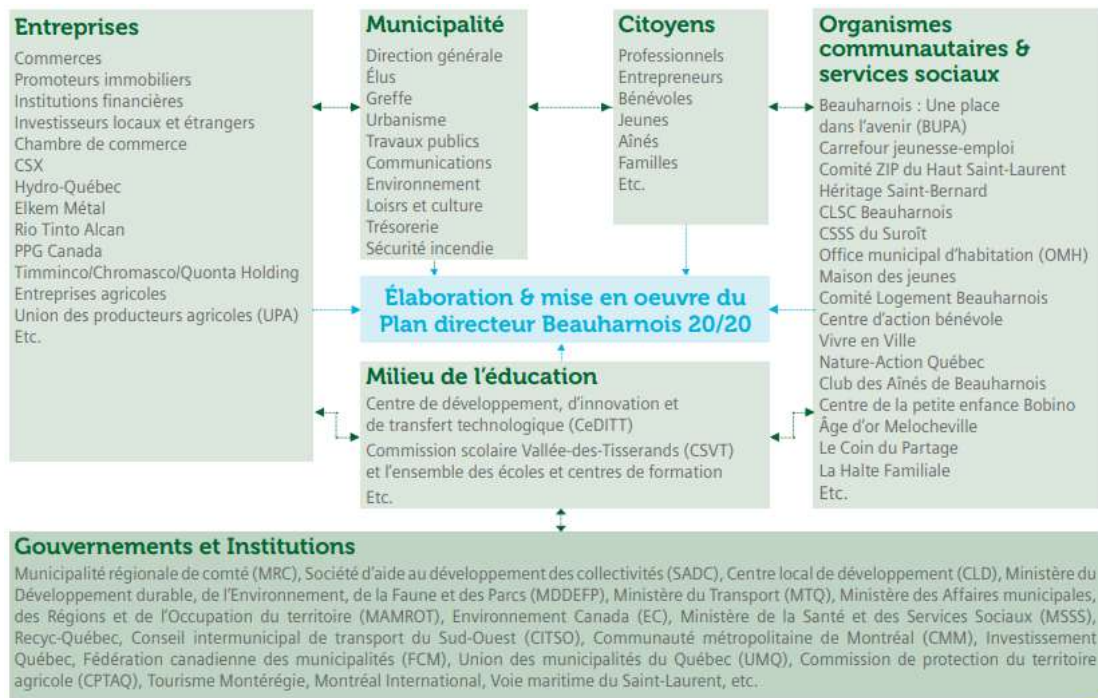 Entreprises
Commerces
Promoteurs immobiliers
Institutions financières
Investisseurs locaux et étrangers
Chambre de commerce
CSX
Hydro-Québec
Elkem Métal
Rio Tinto Alcan
PPG Canada
Timminco/Chromasco/Quonta Holding
Entreprises agricoles
Union des producteurs agricoles (UPA)
Etc.
Municipalité
Direction générale
Élus
Greffe
Urbanisme
Travaux publics
Communications
Environnement
Loisrs et culture
Trésorerie
Sécurité incendie
Citoyens
Professionnels
Entrepreneurs
Bénévoles
Jeunes
Aînés
Familles
Etc.
Organismes
communautaires &
services sociaux
Beauharnois : Une place
dans l'avenir (BUPA)
Carrefour jeunesse-emploi
Comité ZIP du Haut Saint-Laurent
Héritage Saint-Bernard
CLSC Beauharnois
CSSS du Suroît
Office municipal d'habitation (OMH)
Maison des jeunes
Comité Logement Beauharnois
Centre d'action bénévole
Vivre en Ville
Nature-Action Québec
Club des Aînés de Beauharnois
Centre de la petite enfance Bobino
Âge d'or Melocheville
Le Coin du Partage
La Halte Familiale
Etc.
Élaboration & mise en oeuvre du
Plan directeur Beauharnois 20/20
Milieu de l'éducation
Centre de développement, d'innovation et
de transfert technologique (CeDITT)
Commission scolaire Vallée-des-Tisserands (CSVT)
et l'ensemble des écoles et centres de formation
Etc.
Gouvernements et Institutions
Municipalité régionale de comté (MRC), Société d'aide au développement des collectivités (SADC), Centre local de développement (CLD), Ministère du
Développement durable, de l'Environnement, de la Faune et des Parcs (MDDEFP), Ministère du Transport (MTQ), Ministère des Affaires municipales,
des Régions et de l'Occupation du territoire (MAMROT), Environnement Canada (EC), Ministère de la Santé et des Services Sociaux (MSSS),
Recyc-Québec, Conseil intermunicipal de transport du Sud-Ouest (CITSO), Communauté métropolitaine de Montréal (CMM), Investissement
Québec, Fédération canadienne des municipalités (FCM), Union des municipalités du Québec (UMQ), Commission de protection du territoire
agricole (CPTAQ), Tourisme Montérégie, Montréal International, Voie maritime du Saint-Laurent, etc.